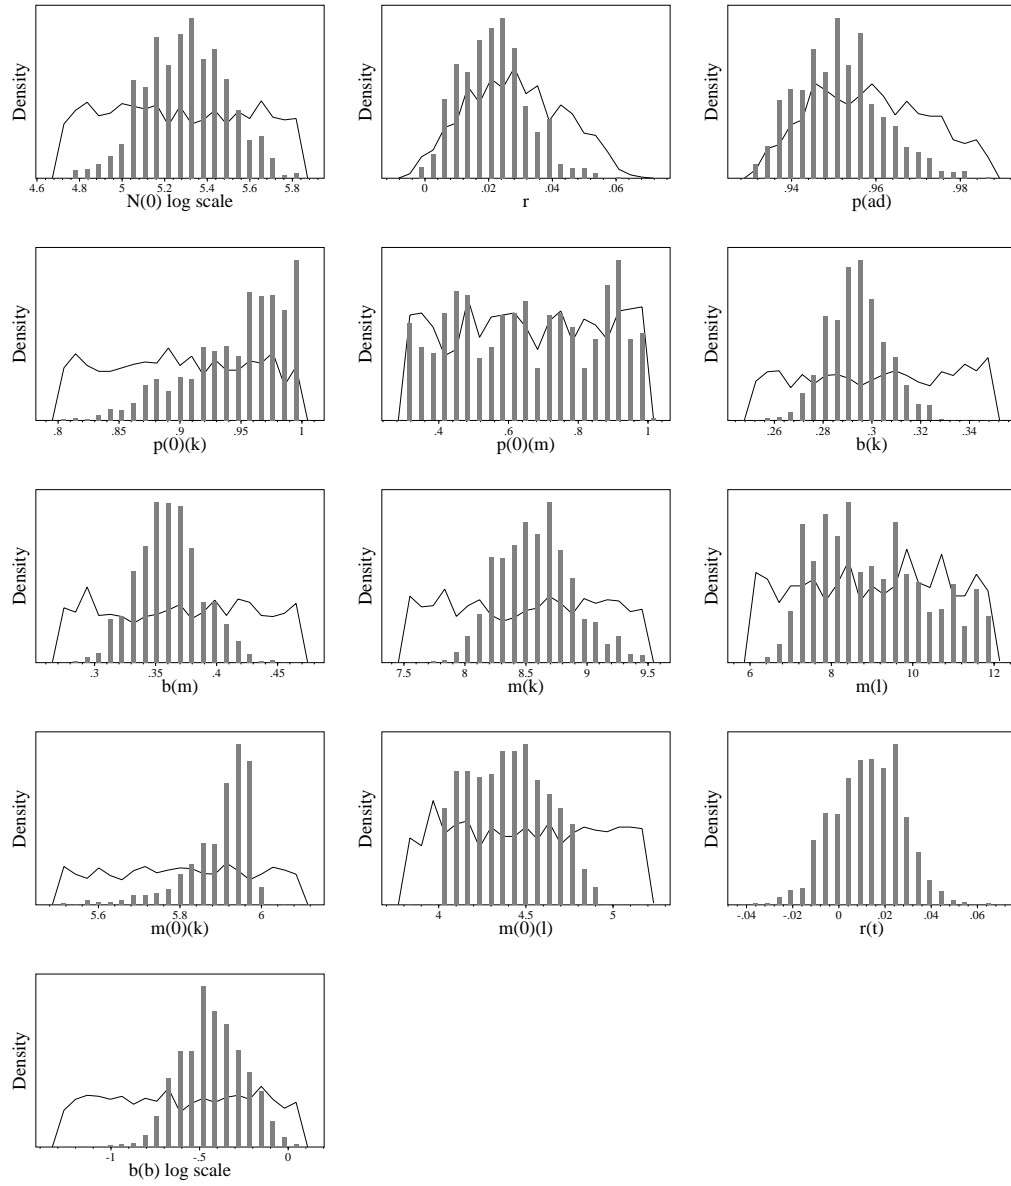 Density Density Density
4.6 4.8 5 5.2 5.4 5.6 5.8 0 .02 .04 .06 .94 .96 .98
N(0) log scale r p(ad)
Density Density Density
.8 .85 .9 .95 1 .4 .6 .8 1 .26 .28 .3 .32 .34
p(0)(k) p(0)(m) b(k)
Density Density Density
.3 .35 .4 .45 7.5 8 8.5 9 9.5 6 8 10 12
b(m) m(k) m(l)
Density Density Density
5.6 5.8 6 4 4.5 5 -.04 -.02 0 .02 .04 .06
m(0)(k) m(0)(l) r(t)
Density
-1 -.5 0
b(b) log scale